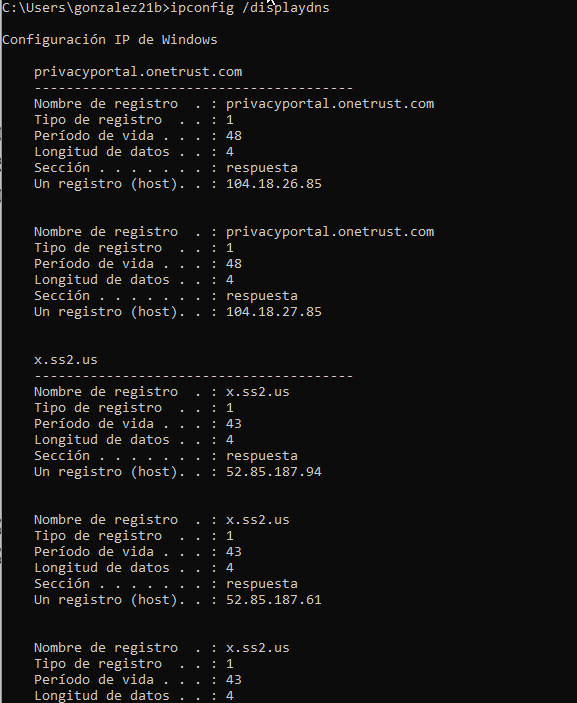 C:\Users\gonzalez21b>ipconfig /displaydns
Configuración IP de Windows
privacyportal.onetrust.com
----------------------------------------
Nombre de registro  . : privacyportal.onetrust.com
Tipo de registro  . . : 1
Período de vida . . . : 48
Longitud de datos . . : 4
Sección . . . . . . . : respuesta
Un registro (host). . : 104.18.26.85
Nombre de registro  . : privacyportal.onetrust.com
Tipo de registro  . . : 1
Período de vida . . . : 48
Longitud de datos . . : 4
Sección . . . . . . . : respuesta
Un registro (host). . : 104.18.27.85
x.ss2.us
----------------------------------------
Nombre de registro  . : x.ss2.us
Tipo de registro  . . : 1
Período de vida . . . : 43
Longitud de datos . . : 4
Sección . . . . . . . : respuesta
Un registro (host). . : 52.85.187.94
Nombre de registro  . : x.ss2.us
Tipo de registro  . . : 1
Período de vida . . . : 43
Longitud de datos . . : 4
Sección . . . . . . . : respuesta
Un registro (host). . : 52.85.187.61
Nombre de registro  . : x.ss2.us
Tipo de registro  . . : 1
Período de vida . . . : 43
Longitud de datos . . : 4